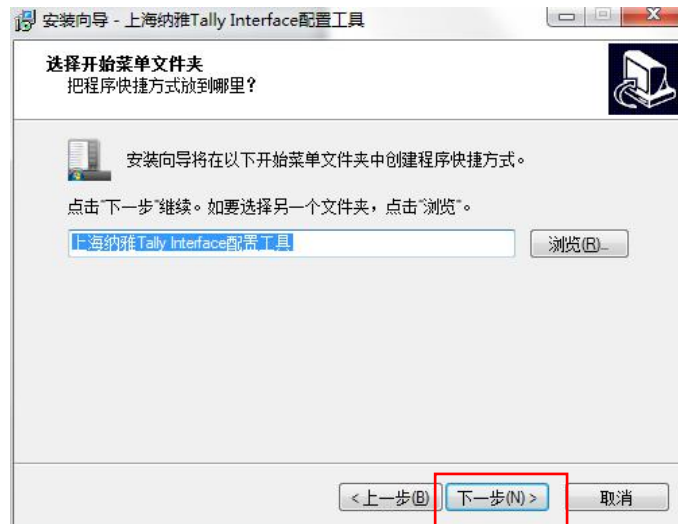 安装向导 - 上海纳雅Tally Interface配置工具
选择开始菜单文件夹
把程序快捷方式放到哪里？
安装向导将在以下开始菜单文件夹中创建程序快捷方式。
点击“下一步”继续。如要选择另一个文件夹，点击“浏览”。
上海纳雅Tally Interface配置工具
浏览(R)...
<上一步(B)
下一步(N) >
取消